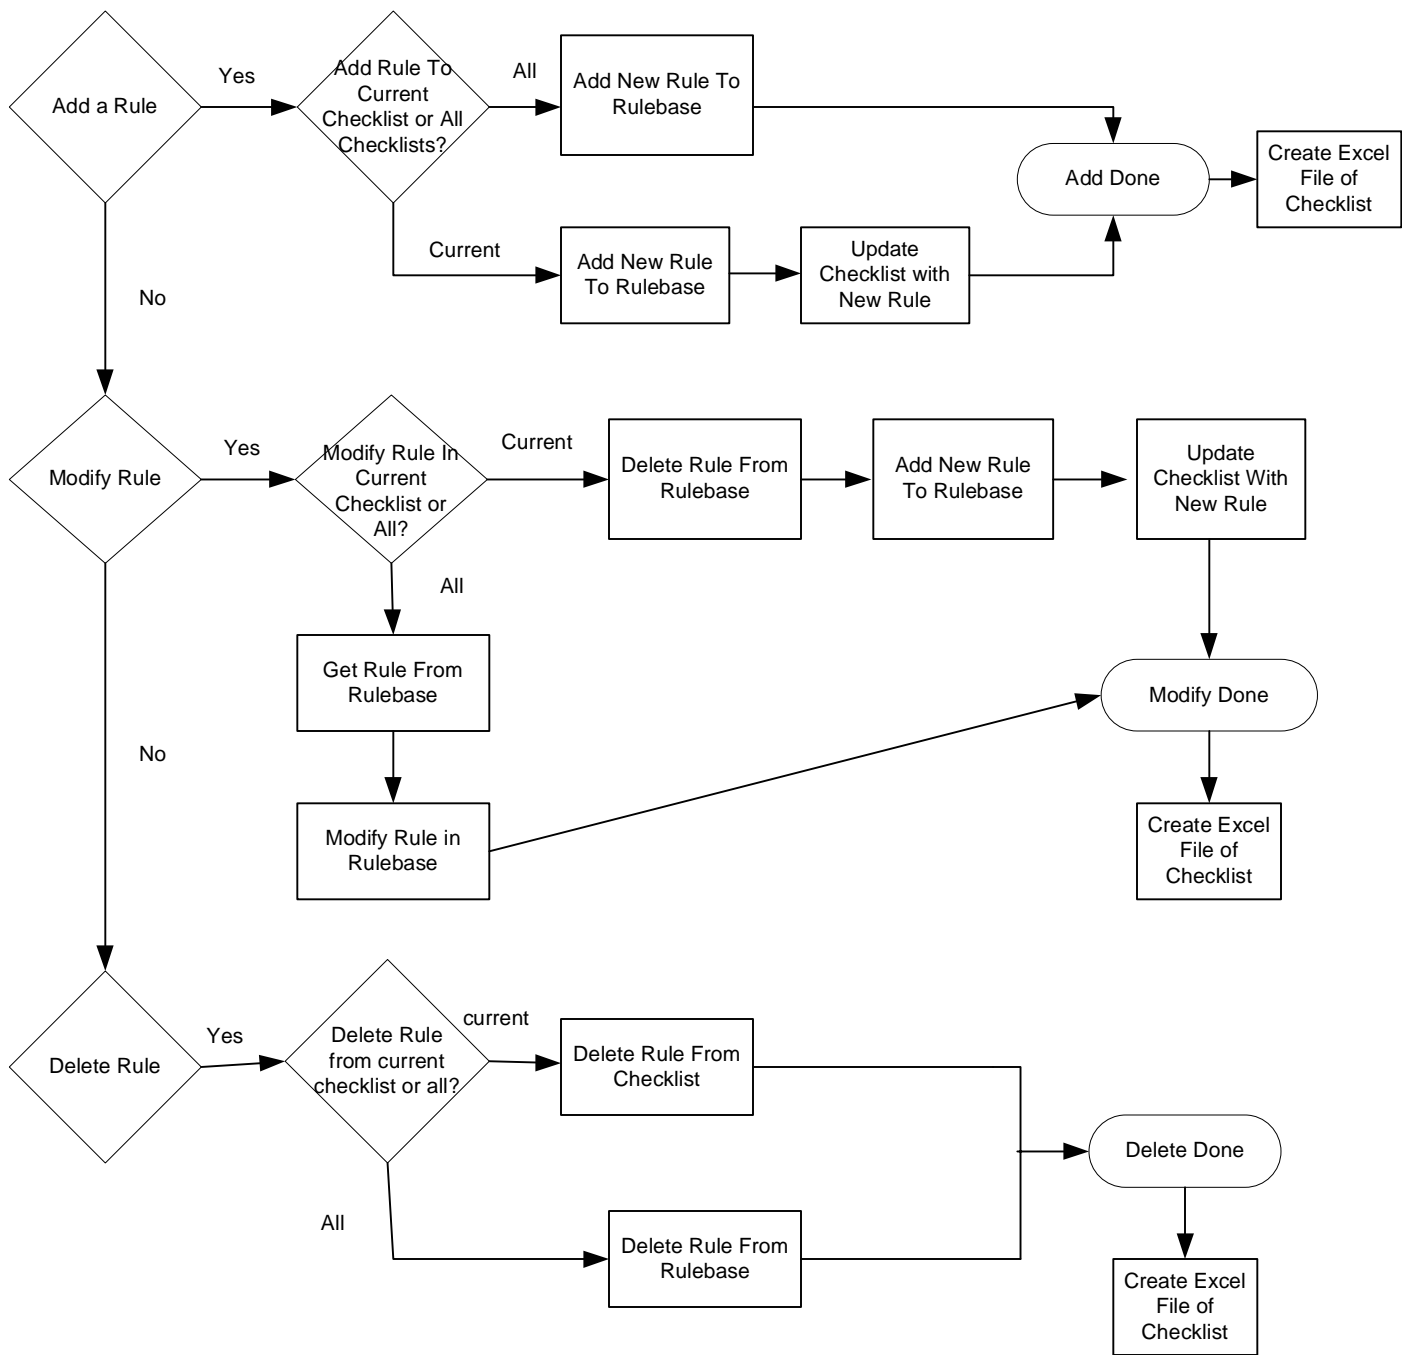 Add a Rule
Yes
Add Rule To
Current
Checklist or All
Checklists?
All
Add New Rule To
Rulebase
Add Done
Create Excel
File of
Checklist
Current
Add New Rule
To Rulebase
Update
Checklist with
New Rule
No
Modify Rule
Yes
Modify Rule In
Current
Checklist or
All?
Current
Delete Rule From
Rulebase
Add New Rule
To Rulebase
Update
Checklist With
New Rule
All
Get Rule From
Rulebase
Modify Done
No
Modify Rule in
Rulebase
Create Excel
File of
Checklist
Delete Rule
Yes
Delete Rule
from current
checklist or all?
current
Delete Rule From
Checklist
Delete Done
All
Delete Rule From
Rulebase
Create Excel
File of
Checklist